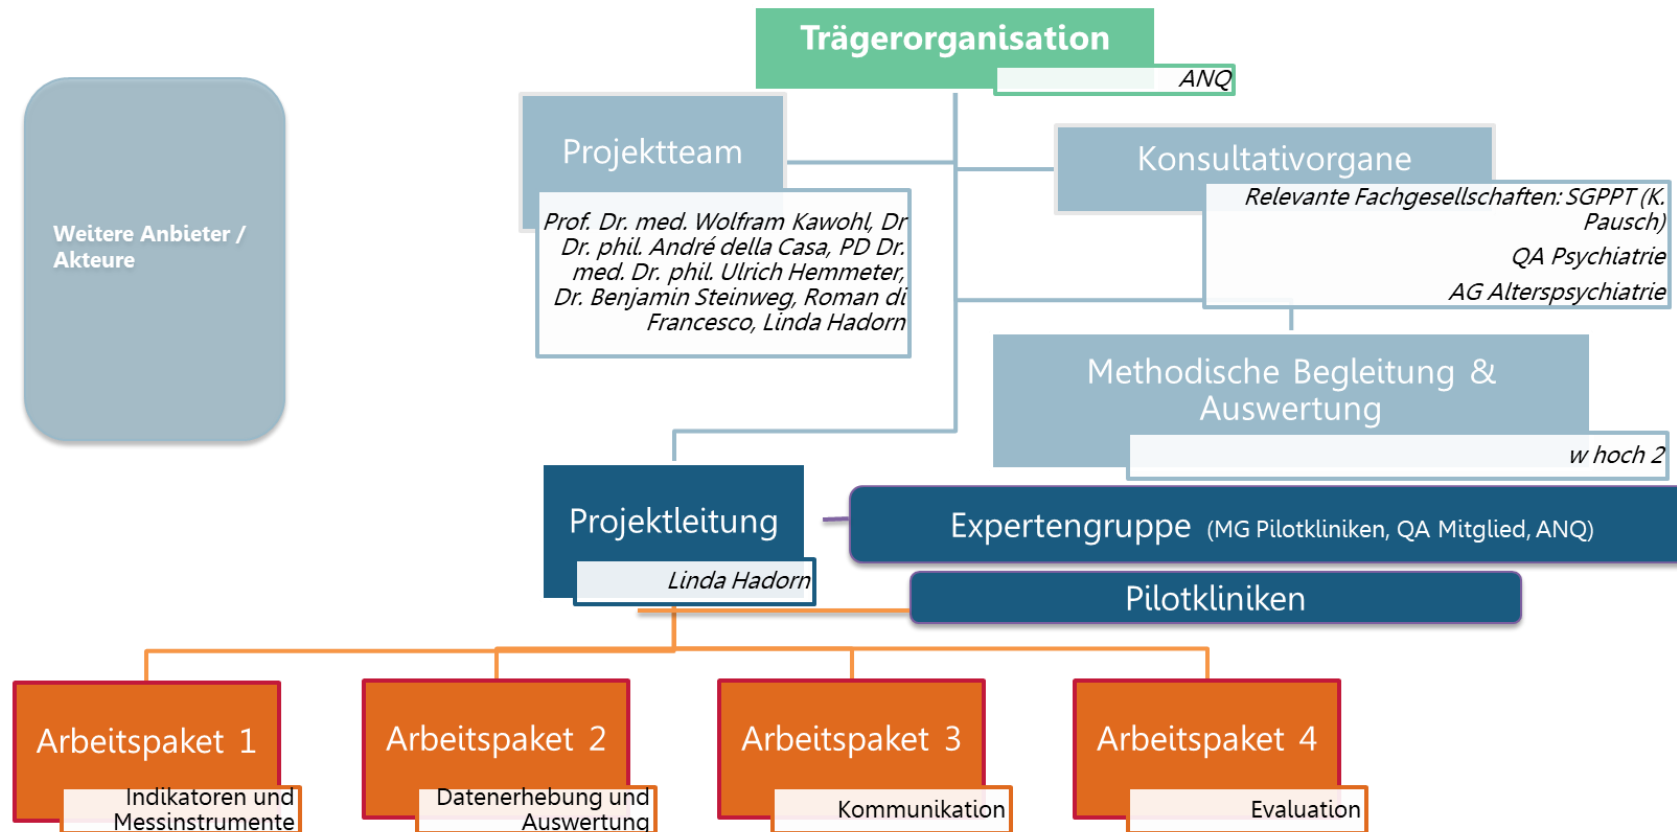 Trägerorganisation
ANQ
Weitere Anbieter /
Akteure
Projektteam
Prof. Dr. med. Wolfram Kawohl, Dr
Dr. phil. André della Casa, PD Dr.
med. Dr. phil. Ulrich Hemmeter,
Dr. Benjamin Steinweg, Roman di
Francesco, Linda Hadorn
Konsultativorgane
Relevante Fachgesellschaften: SGPPT (K.
Pausch)
QA Psychiatrie
AG Alterspsychiatrie
Methodische Begleitung &
Auswertung
w hoch 2
Projektleitung
Linda Hadorn
Expertengruppe (MG Pilotkliniken, QA Mitglied, ANQ)
Pilotkliniken
Arbeitspaket 1
Indikatoren und
Messinstrumente
Arbeitspaket 2
Datenerhebung und
Auswertung
Arbeitspaket 3
Kommunikation
Arbeitspaket 4
Evaluation